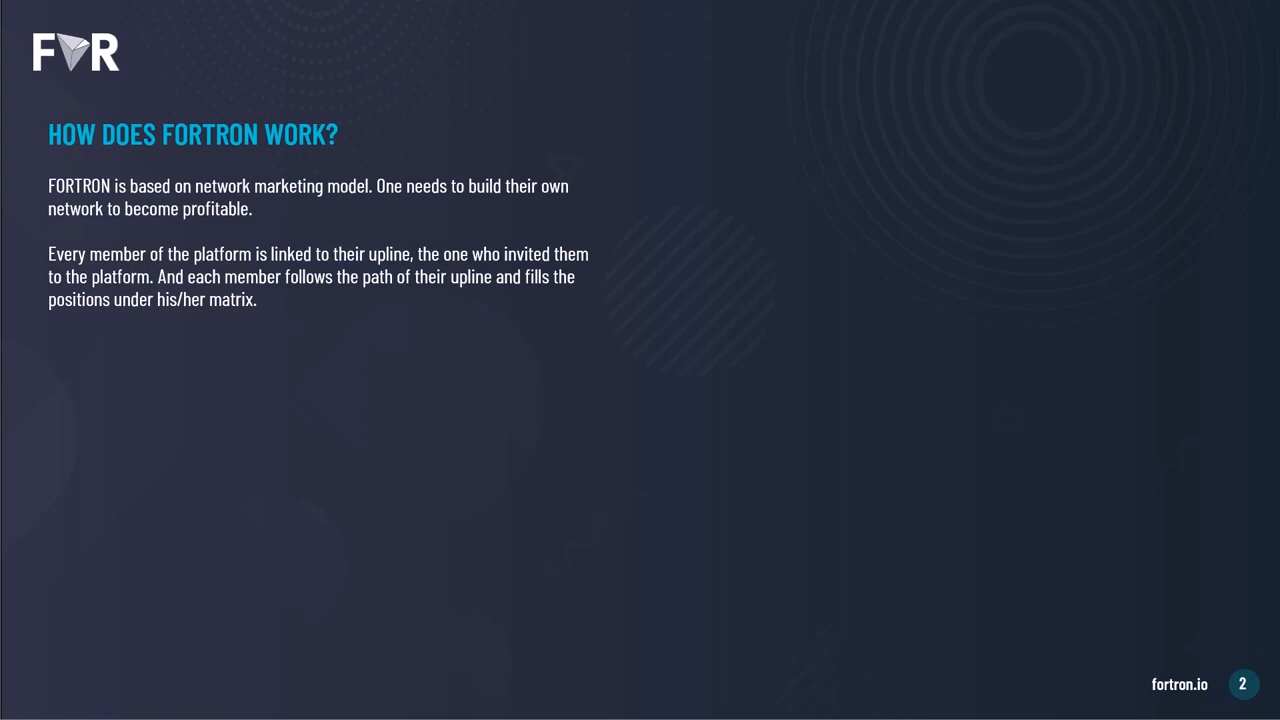 FOR
HOW DOES FORTRON WORK?
FORTRON is based on network marketing model. One needs to build their own
network to become profitable.
Every member of the platform is linked to their upline, the one who invited them
to the platform. And each member follows the path of their upline and fills the
positions under his/her matrix.
fortron.io 2